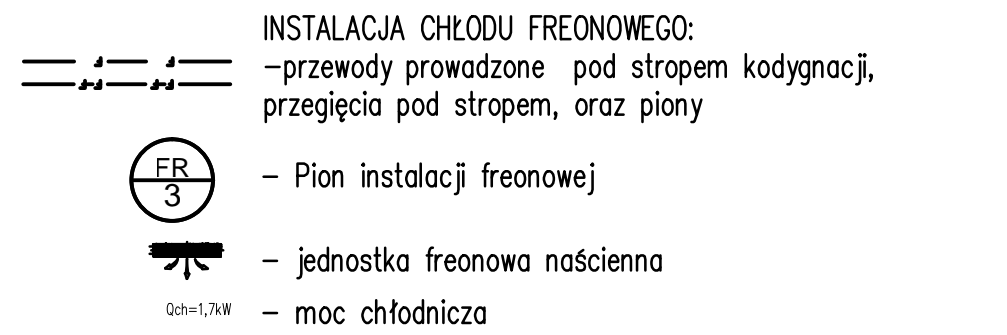 INSTALACJA CHŁODU FREONOWEGO:
-przewody prowadzone pod stropem kodygnacji,
przegięcia pod stropem, oraz piony
FR
3
- Pion instalacji freonowej
- jednostka freonowa naścienna
Qch=1,7kW - moc chłodnicza